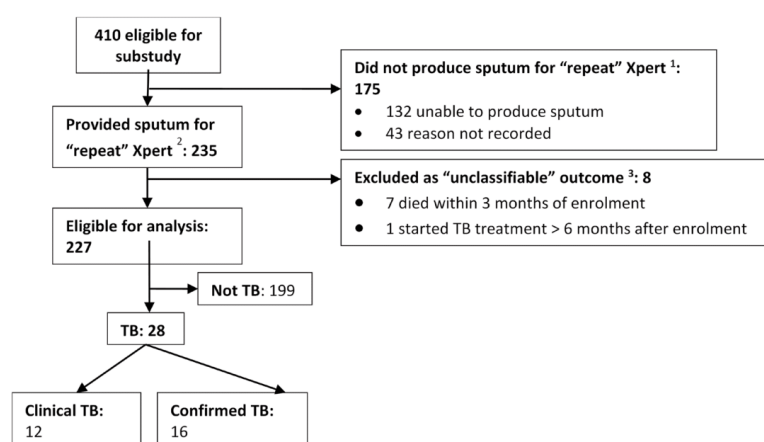 410 eligible for
substudy
Did not produce sputum for “repeat” Xpert ¹:
175
• 132 unable to produce sputum
• 43 reason not recorded
Provided sputum for
“repeat” Xpert ²: 235
Excluded as “unclassifiable” outcome ³: 8
• 7 died within 3 months of enrolment
• 1 started TB treatment > 6 months after enrolment
Eligible for analysis:
227
Not TB: 199
TB: 28
Clinical TB:
12
Confirmed TB:
16